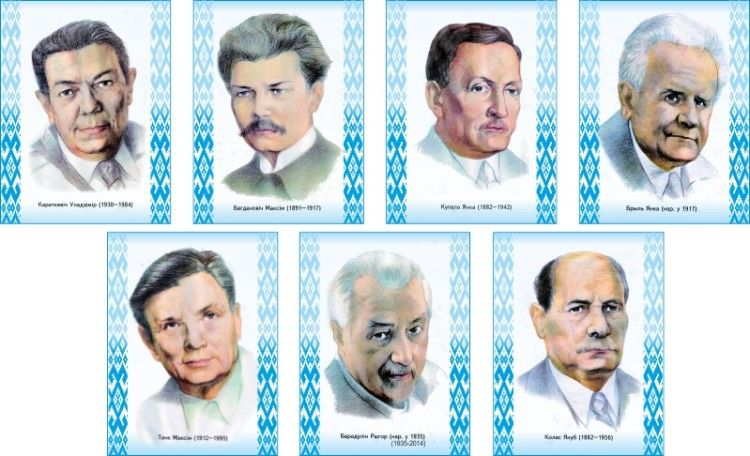 Караткевіч Уладзімір (1930—1984)
Багдановіч Максім (1891—1917)
Купала Янка (1882—1942)
Брыль Янка (нар. у 1917)
Танк Максім (1912—1995)
Барадулін Рыгор (нар. у 1935)
(1935-2014)
Колас Якуб (1882—1956)